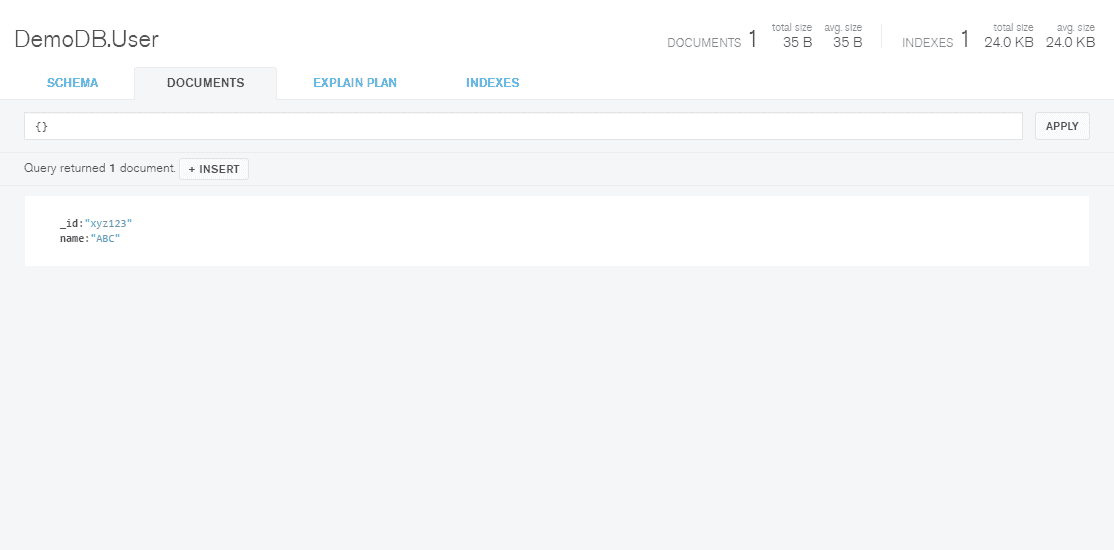 DemoDB.User
DOCUMENTS 1 total size 35 B avg. size 35 B
INDEXES 1 total size 24.0 KB avg. size 24.0 KB
SCHEMA DOCUMENTS EXPLAIN PLAN INDEXES
{}
APPLY
Query returned 1 document. + INSERT
_id:"xyz123"
name:"ABC"